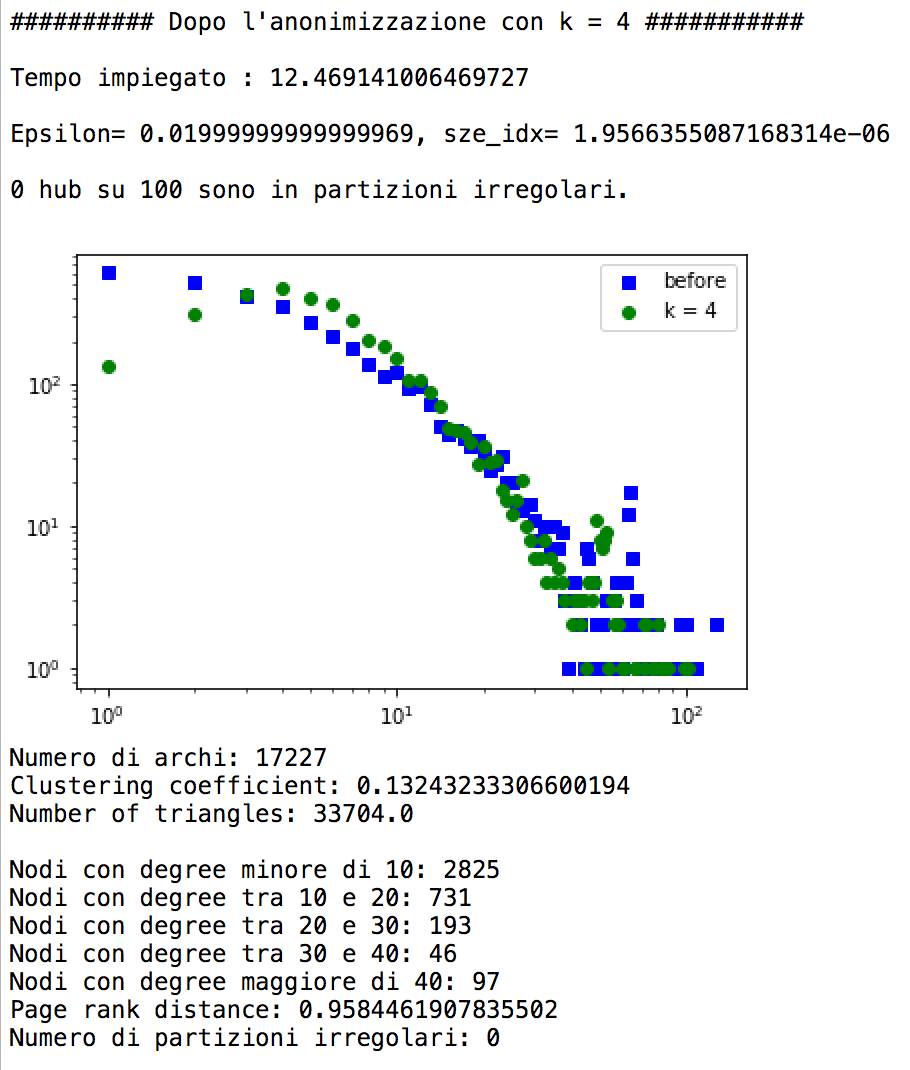 ########## Dopo l'anonimizzazione con k = 4 ###########
Tempo impiegato : 12.469141006469727
Epsilon= 0.01999999999999969, sze_idx= 1.9566355087168314e-06
0 hub su 100 sono in partizioni irregolari.
before
k = 4
10²
10¹
10⁰
10⁰ 10¹ 10²
Numero di archi: 17227
Clustering coefficient: 0.13243233306600194
Number of triangles: 33704.0
Nodi con degree minore di 10: 2825
Nodi con degree tra 10 e 20: 731
Nodi con degree tra 20 e 30: 193
Nodi con degree tra 30 e 40: 46
Nodi con degree maggiore di 40: 97
Page rank distance: 0.9584461907835502
Numero di partizioni irregolari: 0